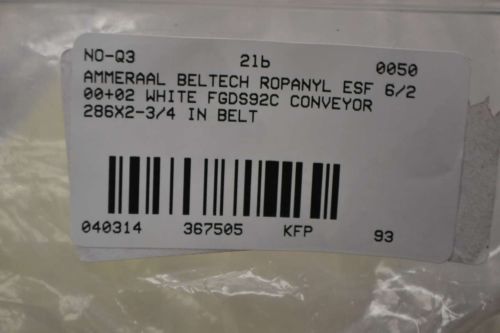 NO-Q3 21b 0050
AMMERAAL BELTECH ROPANYL ESF 6/2
00+02 WHITE FGDS92C CONVEYOR
286X2-3/4 IN BELT
040314 367505 KFP 93